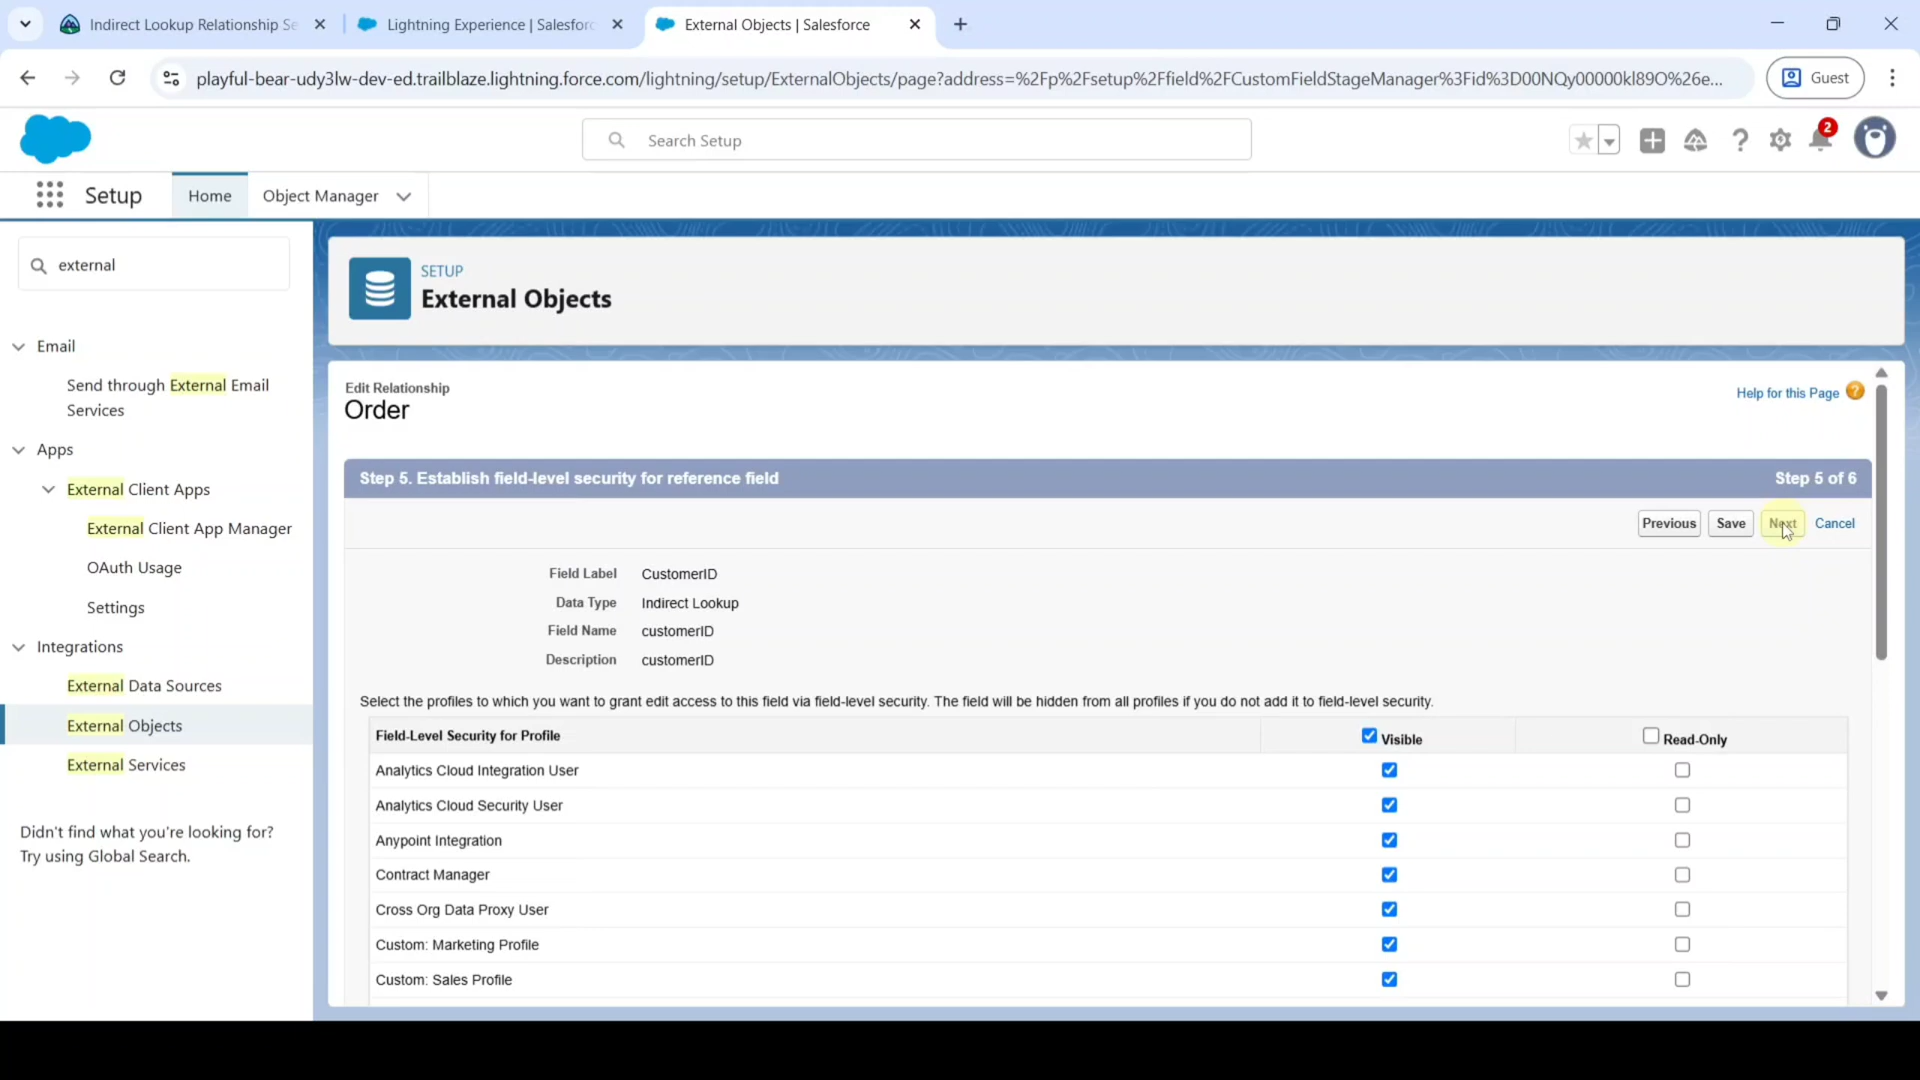 Indirect Lookup Relationship Se
Lightning Experience | Salesforc
External Objects | Salesforce
playful-bear-udy3lw-dev-ed.trailblaze.lightning.force.com/lightning/setup/ExternalObjects/page?address=%2Fp%2Fsetup%2Ffield%2FCustomFieldStageManager%3Fid%3D00NQy00000kl89O%26e...
Guest
Search Setup
2
Setup
Home
Object Manager
external
Email
Send through External Email
Services
Apps
External Client Apps
External Client App Manager
OAuth Usage
Settings
Integrations
External Data Sources
External Objects
External Services
Didn't find what you're looking for?
Try using Global Search.
SETUP
External Objects
Edit Relationship
Order
Help for this Page
Step 5. Establish field-level security for reference field
Step 5 of 6
Previous Save Next Cancel
Field Label CustomerID
Data Type Indirect Lookup
Field Name customerID
Description customerID
Select the profiles to which you want to grant edit access to this field via field-level security. The field will be hidden from all profiles if you do not add it to field-level security.
Field-Level Security for Profile Visible Read-Only
Analytics Cloud Integration User
Analytics Cloud Security User
Anypoint Integration
Contract Manager
Cross Org Data Proxy User
Custom: Marketing Profile
Custom: Sales Profile